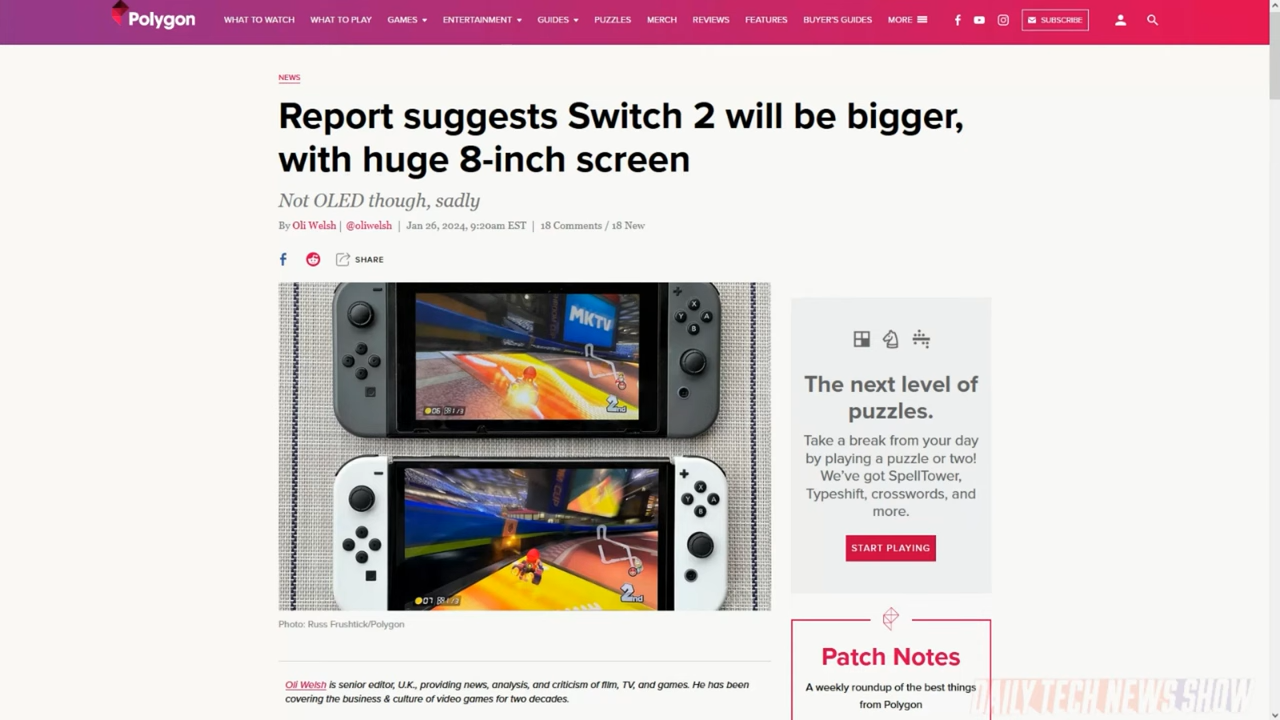 Polygon
WHAT TO WATCH
WHAT TO PLAY
GAMES
ENTERTAINMENT
GUIDES
PUZZLES
MERCH
REVIEWS
FEATURES
BUYER'S GUIDES
MORE
SUBSCRIBE
NEWS
Report suggests Switch 2 will be bigger,
with huge 8-inch screen
Not OLED though, sadly
By Oli Welsh | @oliwelsh | Jan 26, 2024, 9:20am EST | 18 Comments / 18 New
SHARE
MKTV
X
Y
A
B
2nd
X
Y
A
B
2nd
Photo: Russ Frushtick/Polygon
Oli Welsh is senior editor, U.K., providing news, analysis, and criticism of film, TV, and games. He has been
covering the business & culture of video games for two decades.
The next level of
puzzles.
Take a break from your day
by playing a puzzle or two!
We've got SpellTower,
Typeshift, crosswords, and
more.
START PLAYING
Patch Notes
A weekly roundup of the best things
from Polygon
DAILY TECH NEWS SHOW